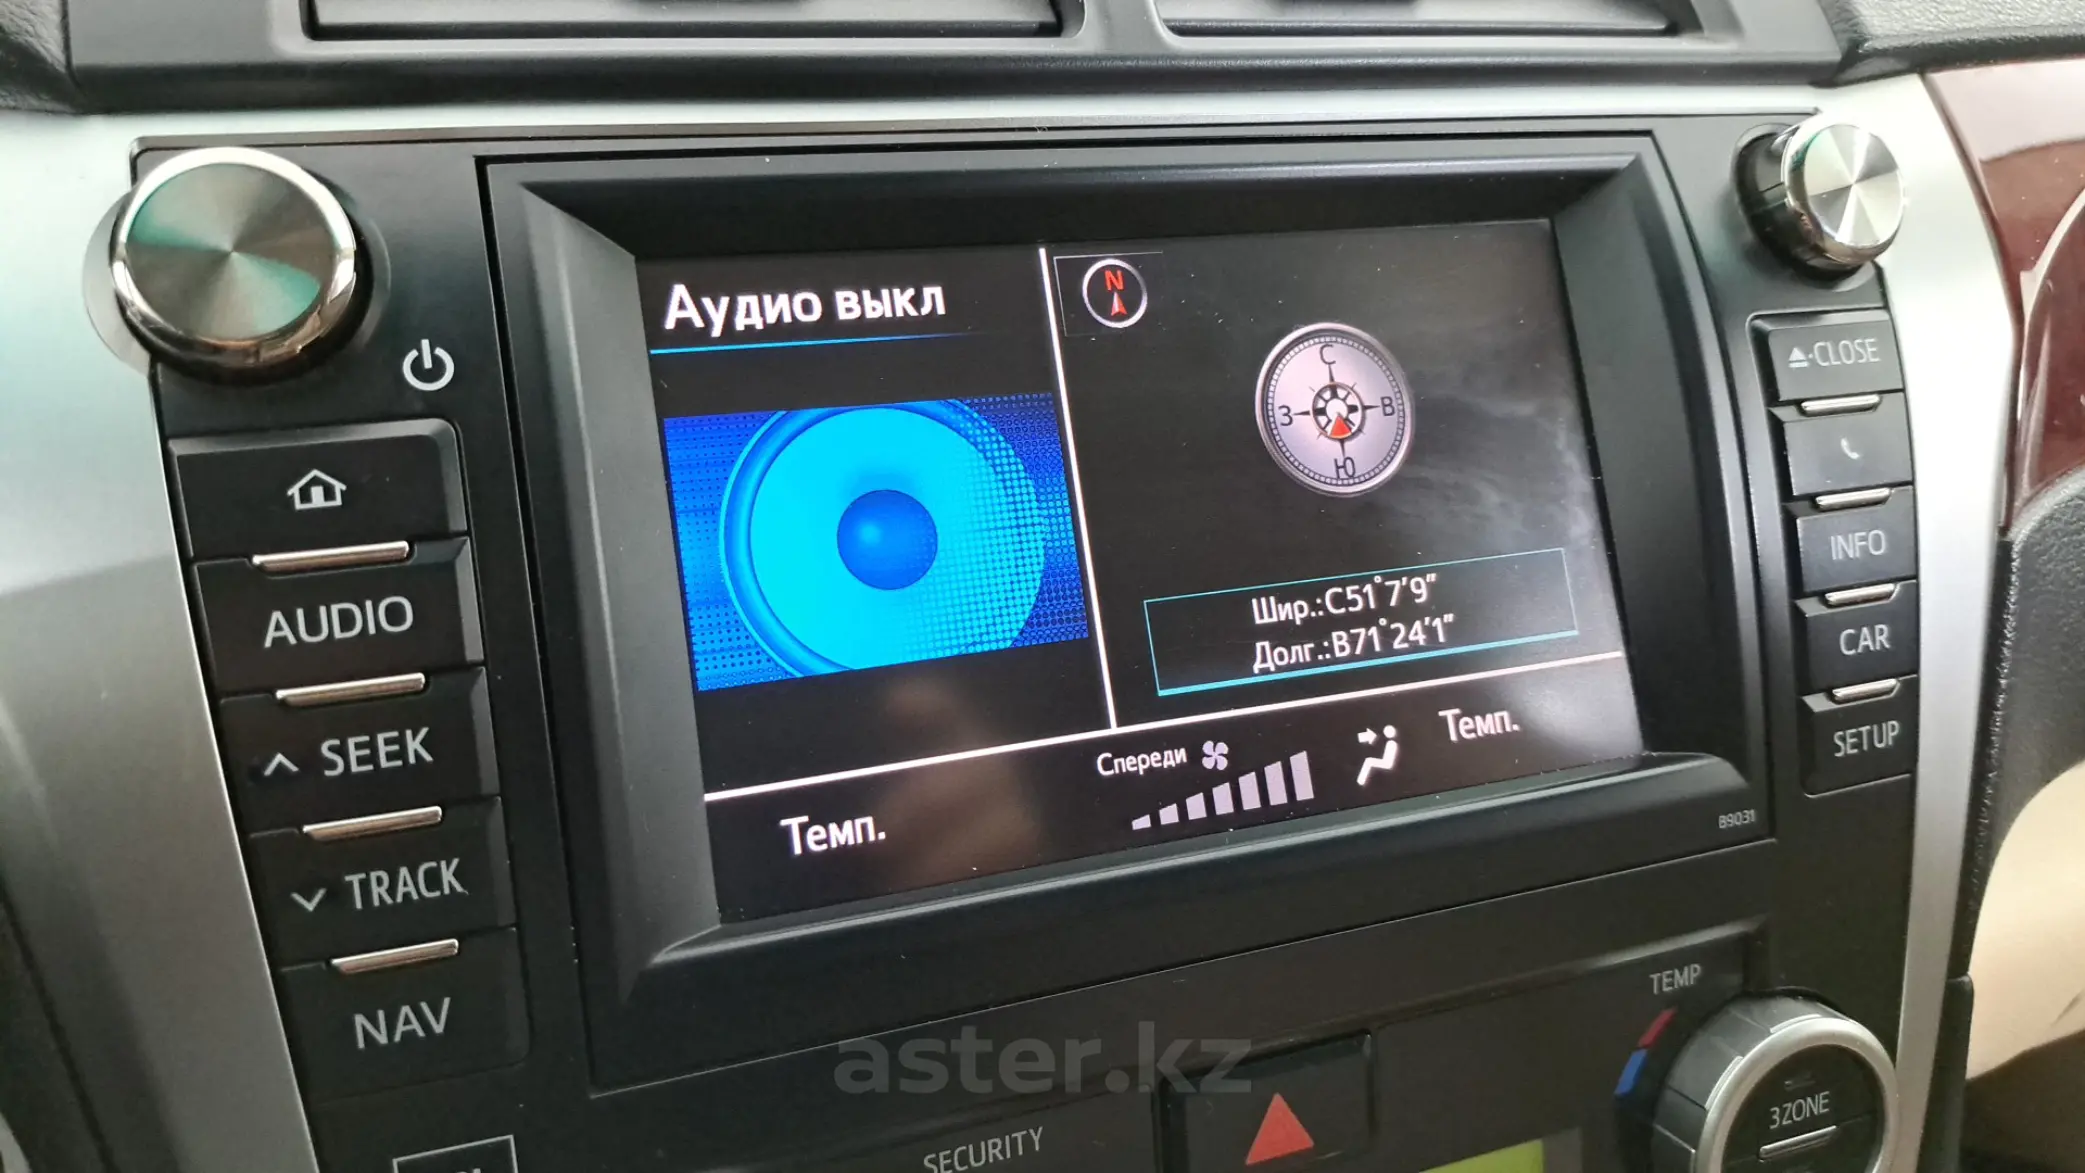 Аудио выкл
N
С
З
В
Ю
Шир.:С51°7'9"
Долг.:В71°24'1"
Темп.
Спереди
Темп.
B9031
AUDIO
SEEK
TRACK
NAV
CLOSE
INFO
CAR
SETUP
TEMP
3ZONE
SECURITY
aster.kz